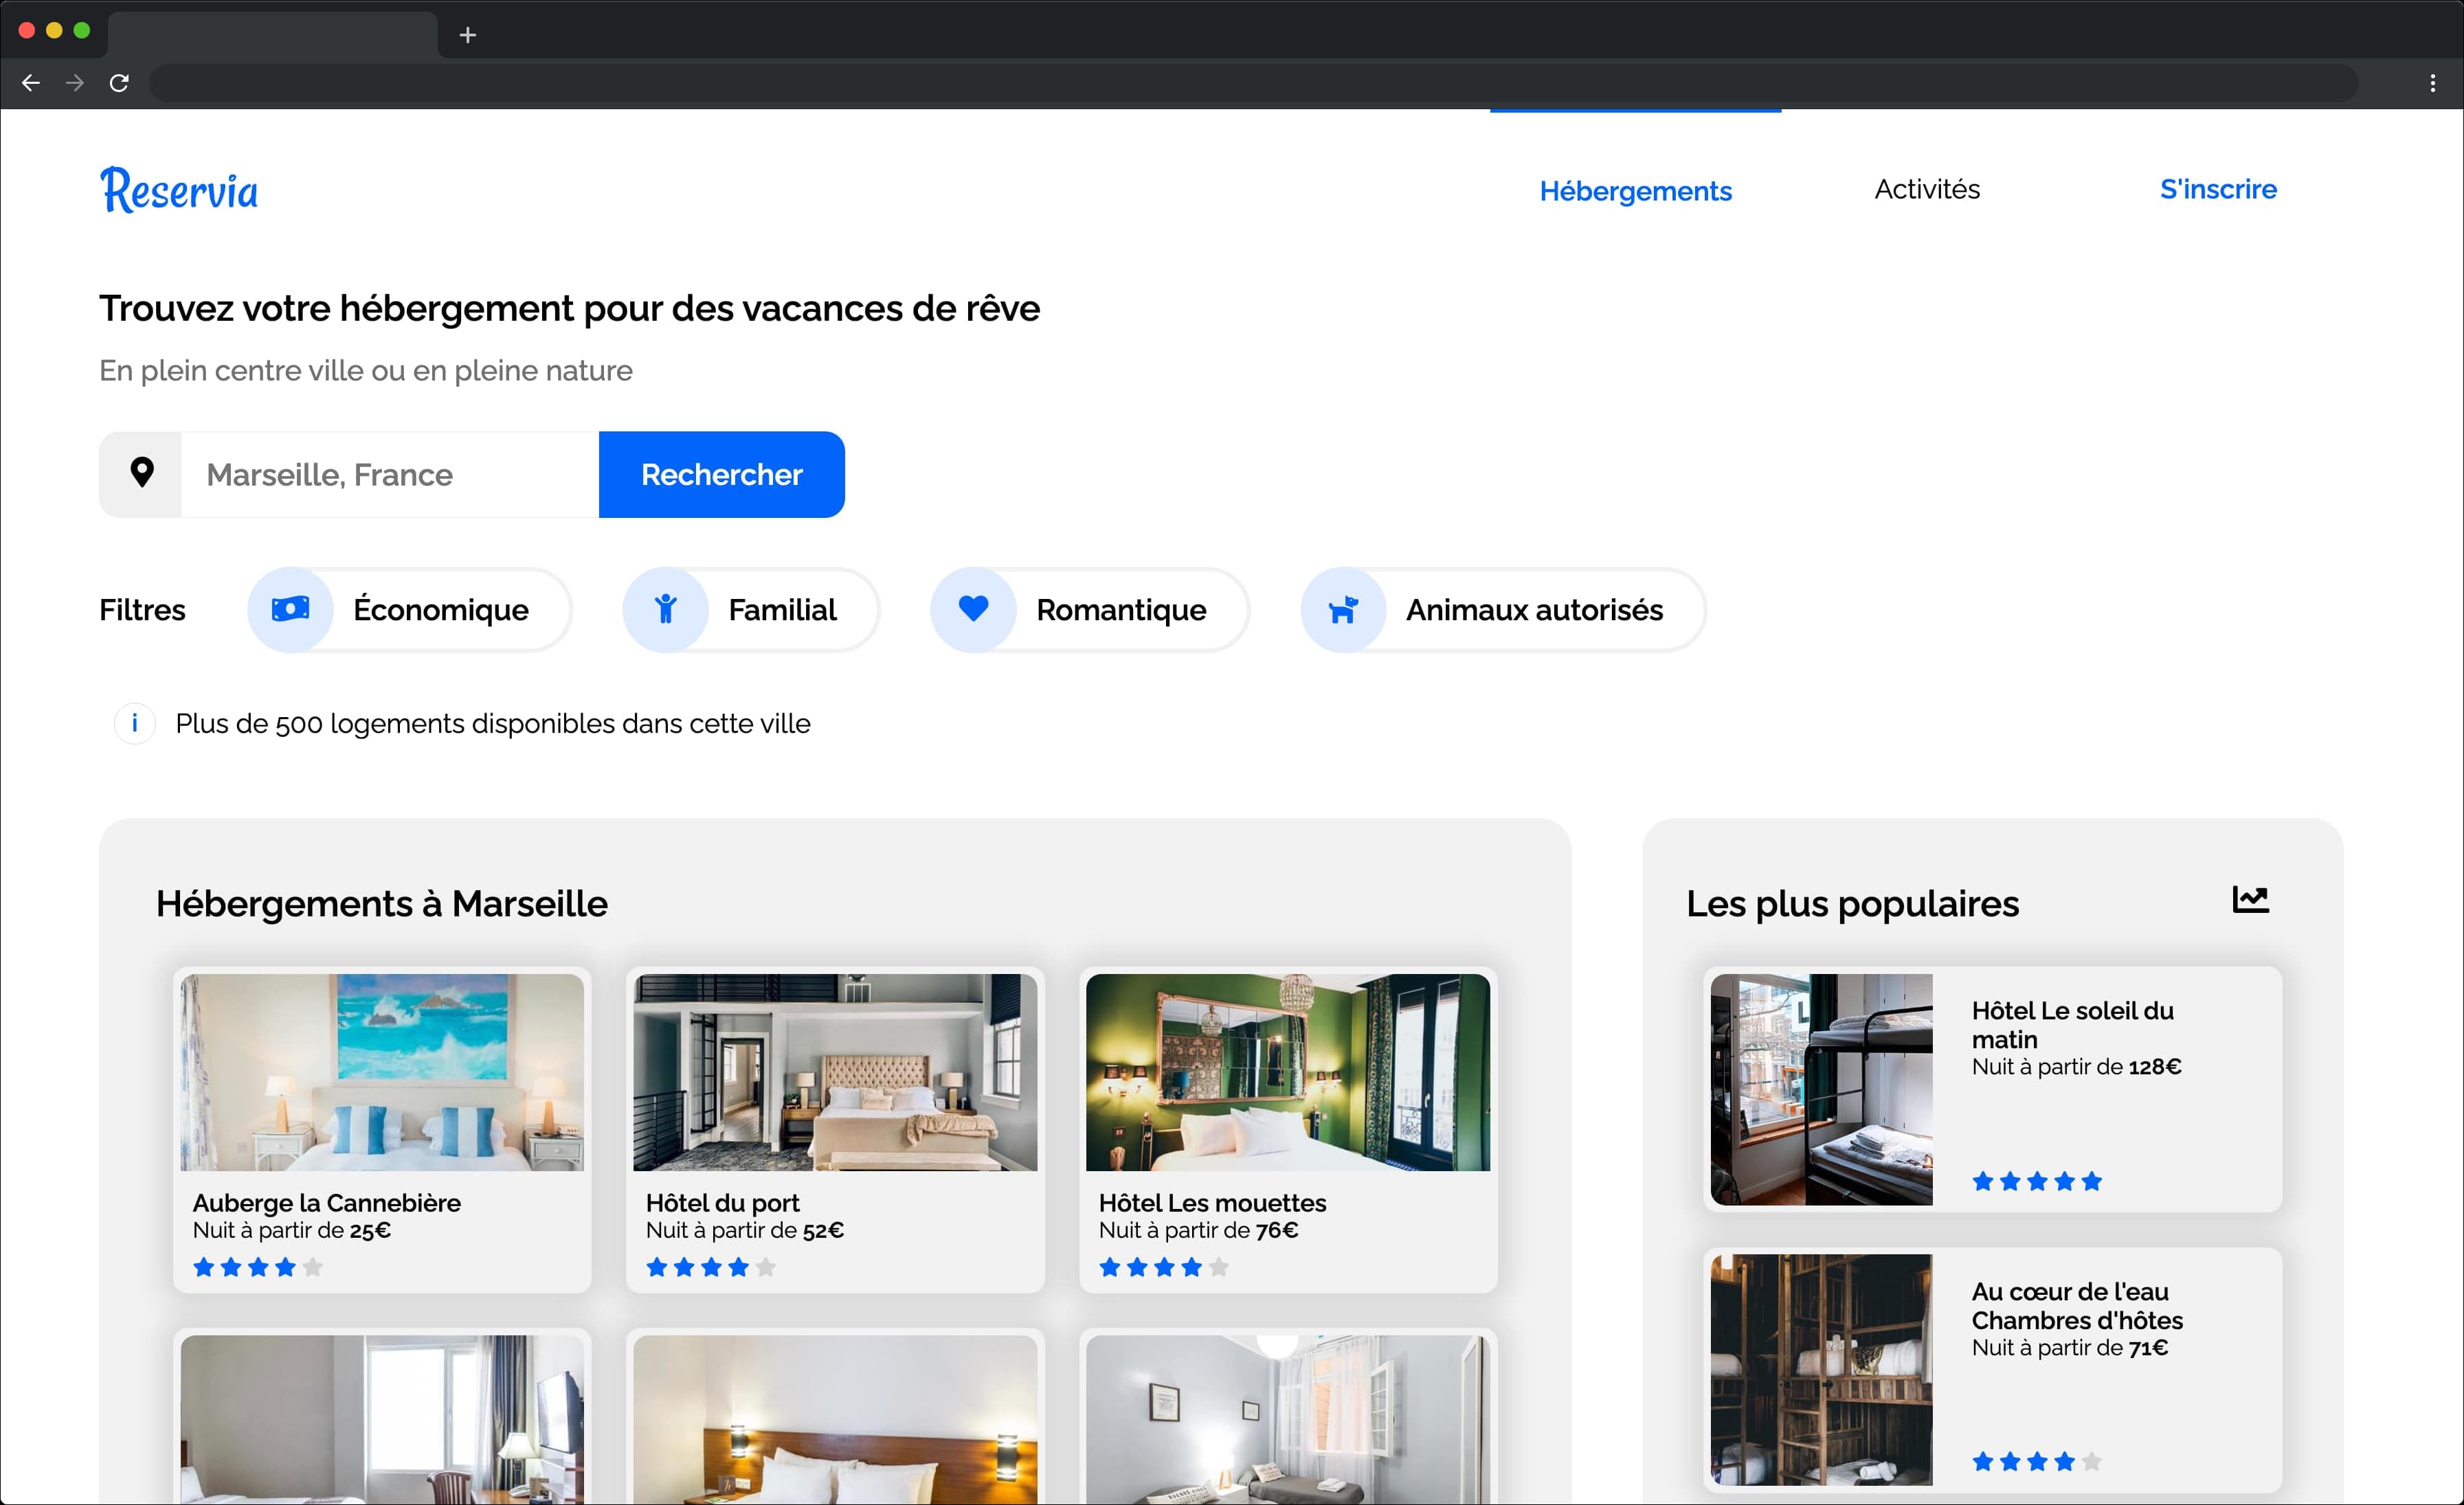 Reservia
Hébergements
Activités
S'inscrire
Trouvez votre hébergement pour des vacances de rêve
En plein centre ville ou en pleine nature
Marseille, France
Rechercher
Filtres
Économique
Familial
Romantique
Animaux autorisés
i
Plus de 500 logements disponibles dans cette ville
Hébergements à Marseille
Auberge la Cannebière
Nuit à partir de 25€
Hôtel du port
Nuit à partir de 52€
Hôtel Les mouettes
Nuit à partir de 76€
Les plus populaires
Hôtel Le soleil du
matin
Nuit à partir de 128€
Au cœur de l'eau
Chambres d'hôtes
Nuit à partir de 71€